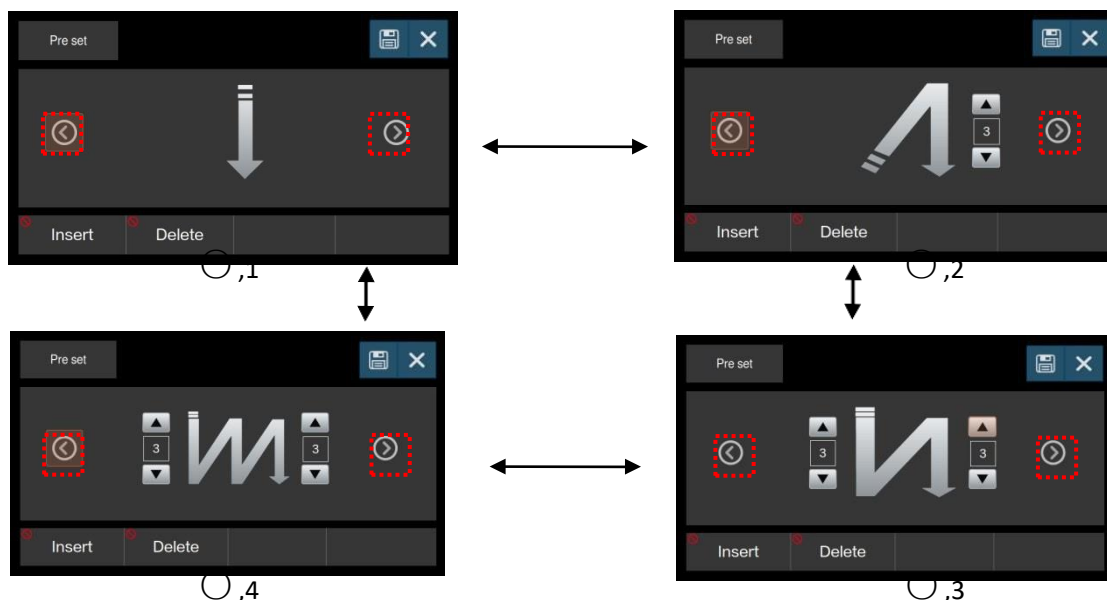 Pre set
Insert Delete
◯ ,1
Pre set
3
Insert Delete
◯ ,2
Pre set
3 3
Insert Delete
◯ ,4
Pre set
3 3
Insert Delete
◯ ,3